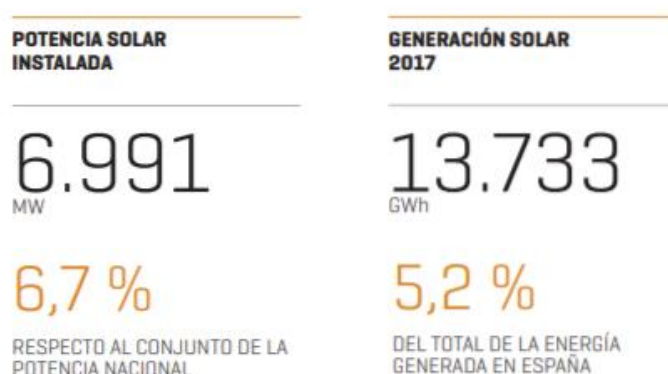 POTENCIA SOLAR
INSTALADA
6.991
MW
6,7 %
RESPECTO AL CONJUNTO DE LA
POTENCIA NACIONAL
GENERACIÓN SOLAR
2017
13.733
GWh
5,2 %
DEL TOTAL DE LA ENERGÍA
GENERADA EN ESPAÑA